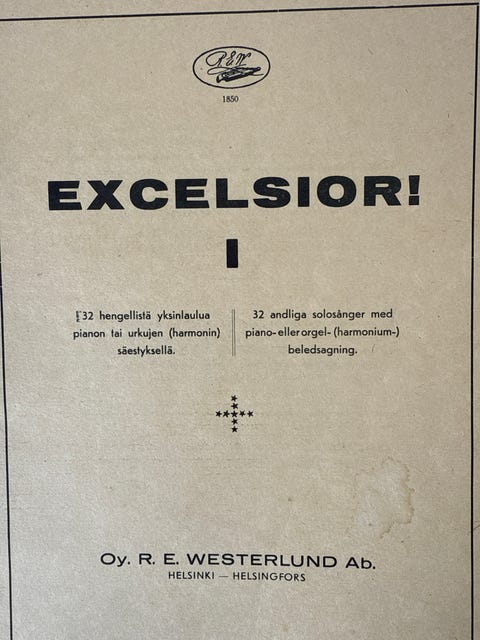 R.E.W
1850
EXCELSIOR!
I
32 hengellistä yksinlaulua
pianon tai urkujen (harmonin)
säestyksellä.
32 andliga solosånger med
piano- eller orgel- (harmonium-)
beledsagning.
Oy. R. E. WESTERLUND Ab.
HELSINKI — HELSINGFORS